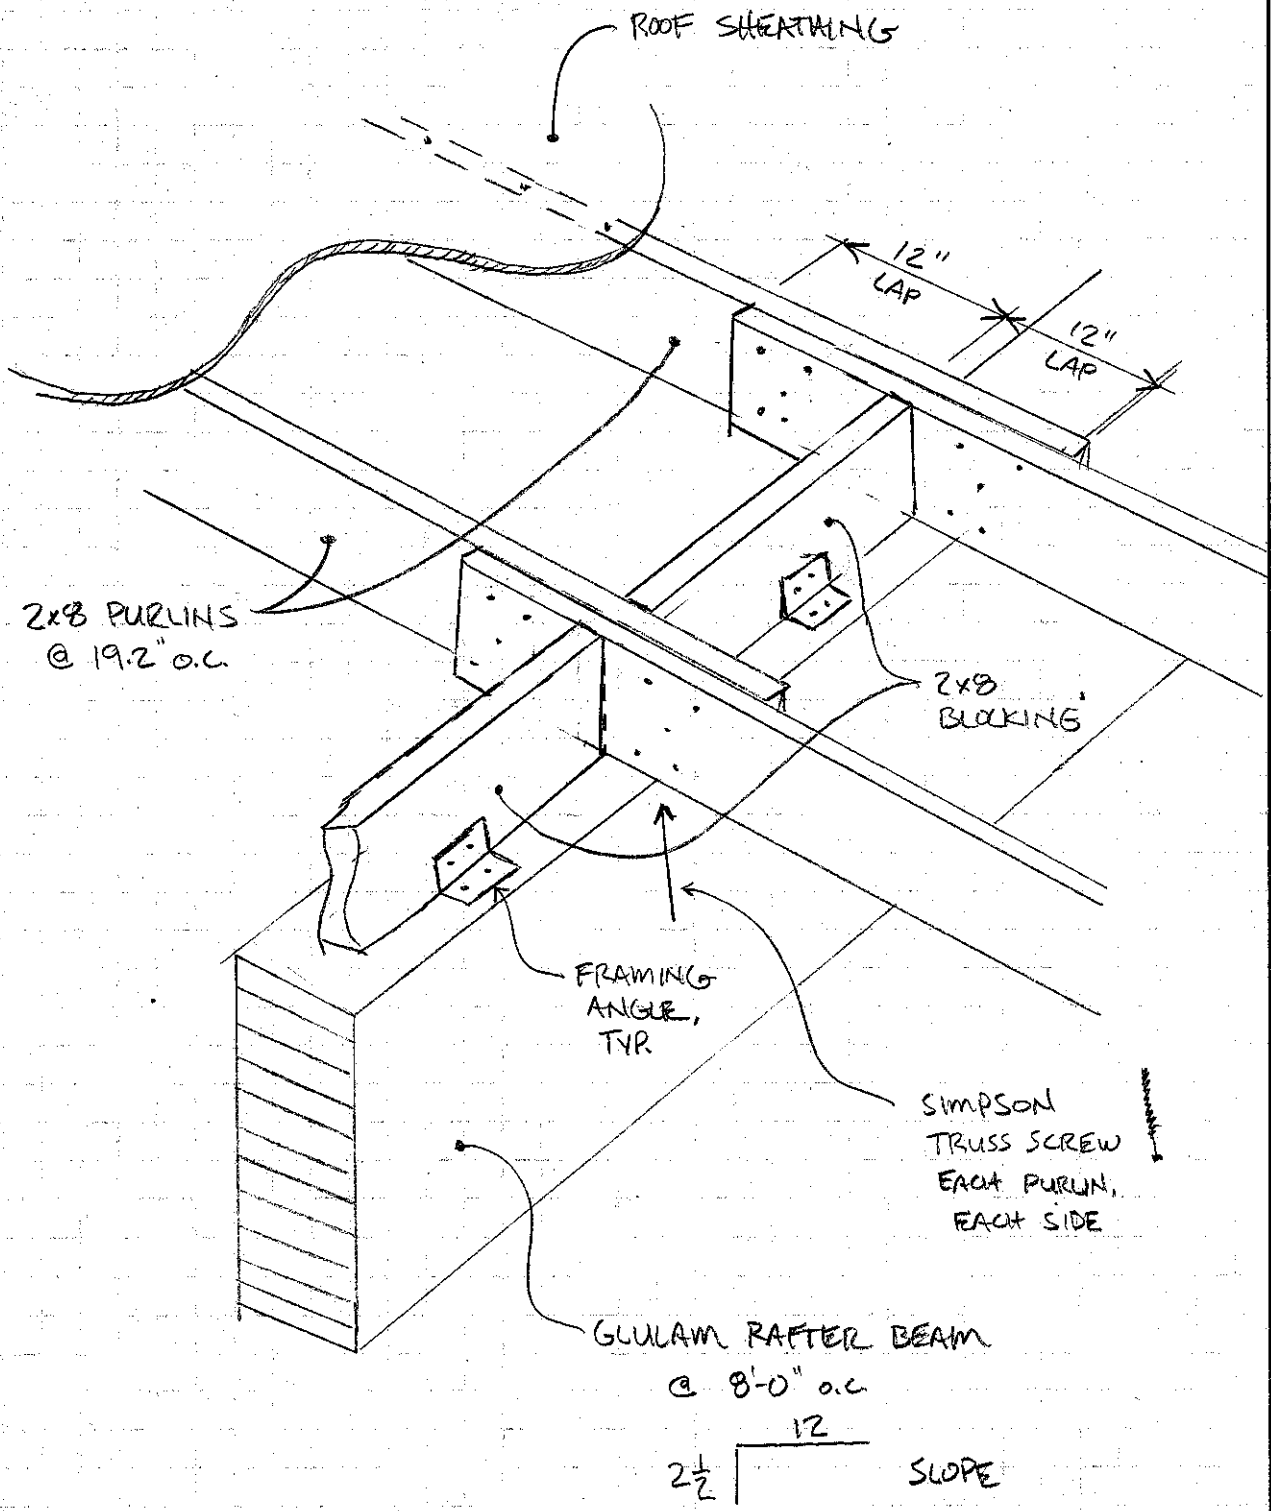 ROOF SHEATHING
12"
LAP
12"
LAP
2x8 PURLINS
@ 19.2" o.c.
2x8
BLOCKING
FRAMING
ANGLE,
TYP.
SIMPSON
TRUSS SCREW
EACH PURLIN,
EACH SIDE
GLULAM RAFTER BEAM
@ 8'-0" o.c.
12
2½
SLOPE